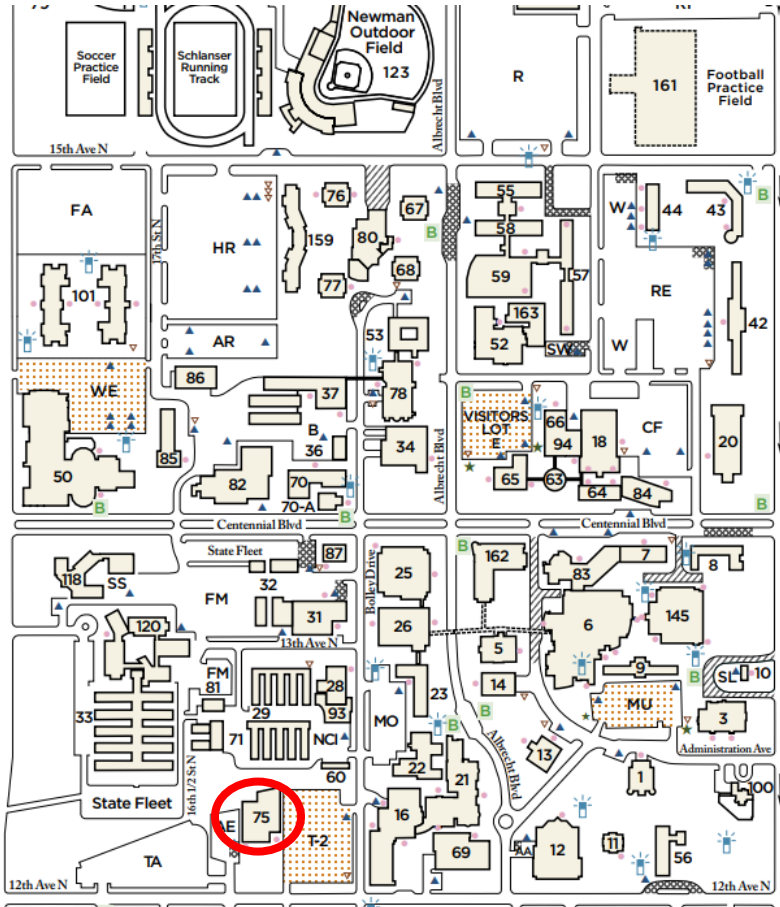 Newman
Outdoor
Field
123
Soccer
Practice
Field
Schlanser
Running
Track
R
161
Football
Practice
Field
Albrecht Blvd
15th Ave N
FA
17th St N
HR
76
67
B
159
80
77
68
101
AR
53
55
58
59
57
163
52
SW
W
44
43
B
RE
42
W
WE
86
37
78
B
36
34
Albrecht Blvd
50
85
82
70
70-A
B
B
B
VISITORS
LOT
E
66
94
18
CF
20
65
63
64
84
B
Centennial Blvd
Centennial Blvd
State Fleet
87
118
SS
32
FM
31
13th Ave N
Bolley Drive
25
26
B
162
83
7
8
6
145
5
9
B
SL
10
120
FM
81
28
29
93
33
71
NCI
60
23
MO
14
B
B
MU
3
Administration Ave
Albrecht Blvd
13
1
100
16 1/2 St N
State Fleet
22
21
75
AE
T-2
16
TA
69
AA
12
11
56
12th Ave N
12th Ave N